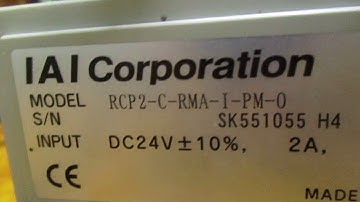 IAI Corporation
MODEL RCP2-C-RMA-I-PM-0
S/N SK551055 H4
INPUT DC24V±10%, 2A,
CE
MADE